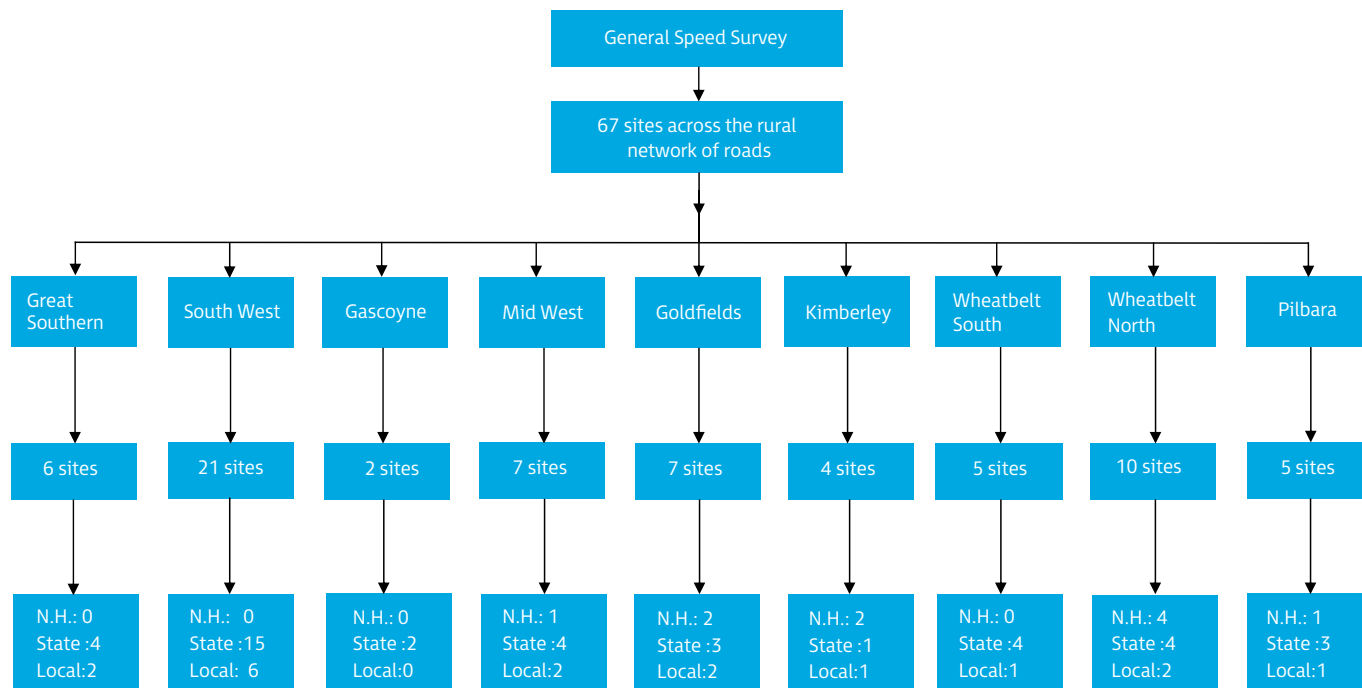 General Speed Survey
67 sites across the rural
network of roads
Great
Southern
South West
Gascoyne
Mid West
Goldfields
Kimberley
Wheatbelt
South
Wheatbelt
North
Pilbara
6 sites
21 sites
2 sites
7 sites
7 sites
4 sites
5 sites
10 sites
5 sites
N.H.: 0
State :4
Local:2
N.H.: 0
State :15
Local: 6
N.H.: 0
State :2
Local:0
N.H.: 1
State :4
Local:2
N.H.: 2
State :3
Local:2
N.H.: 2
State :1
Local:1
N.H.: 0
State :4
Local:1
N.H.: 4
State :4
Local:2
N.H.: 1
State :3
Local:1